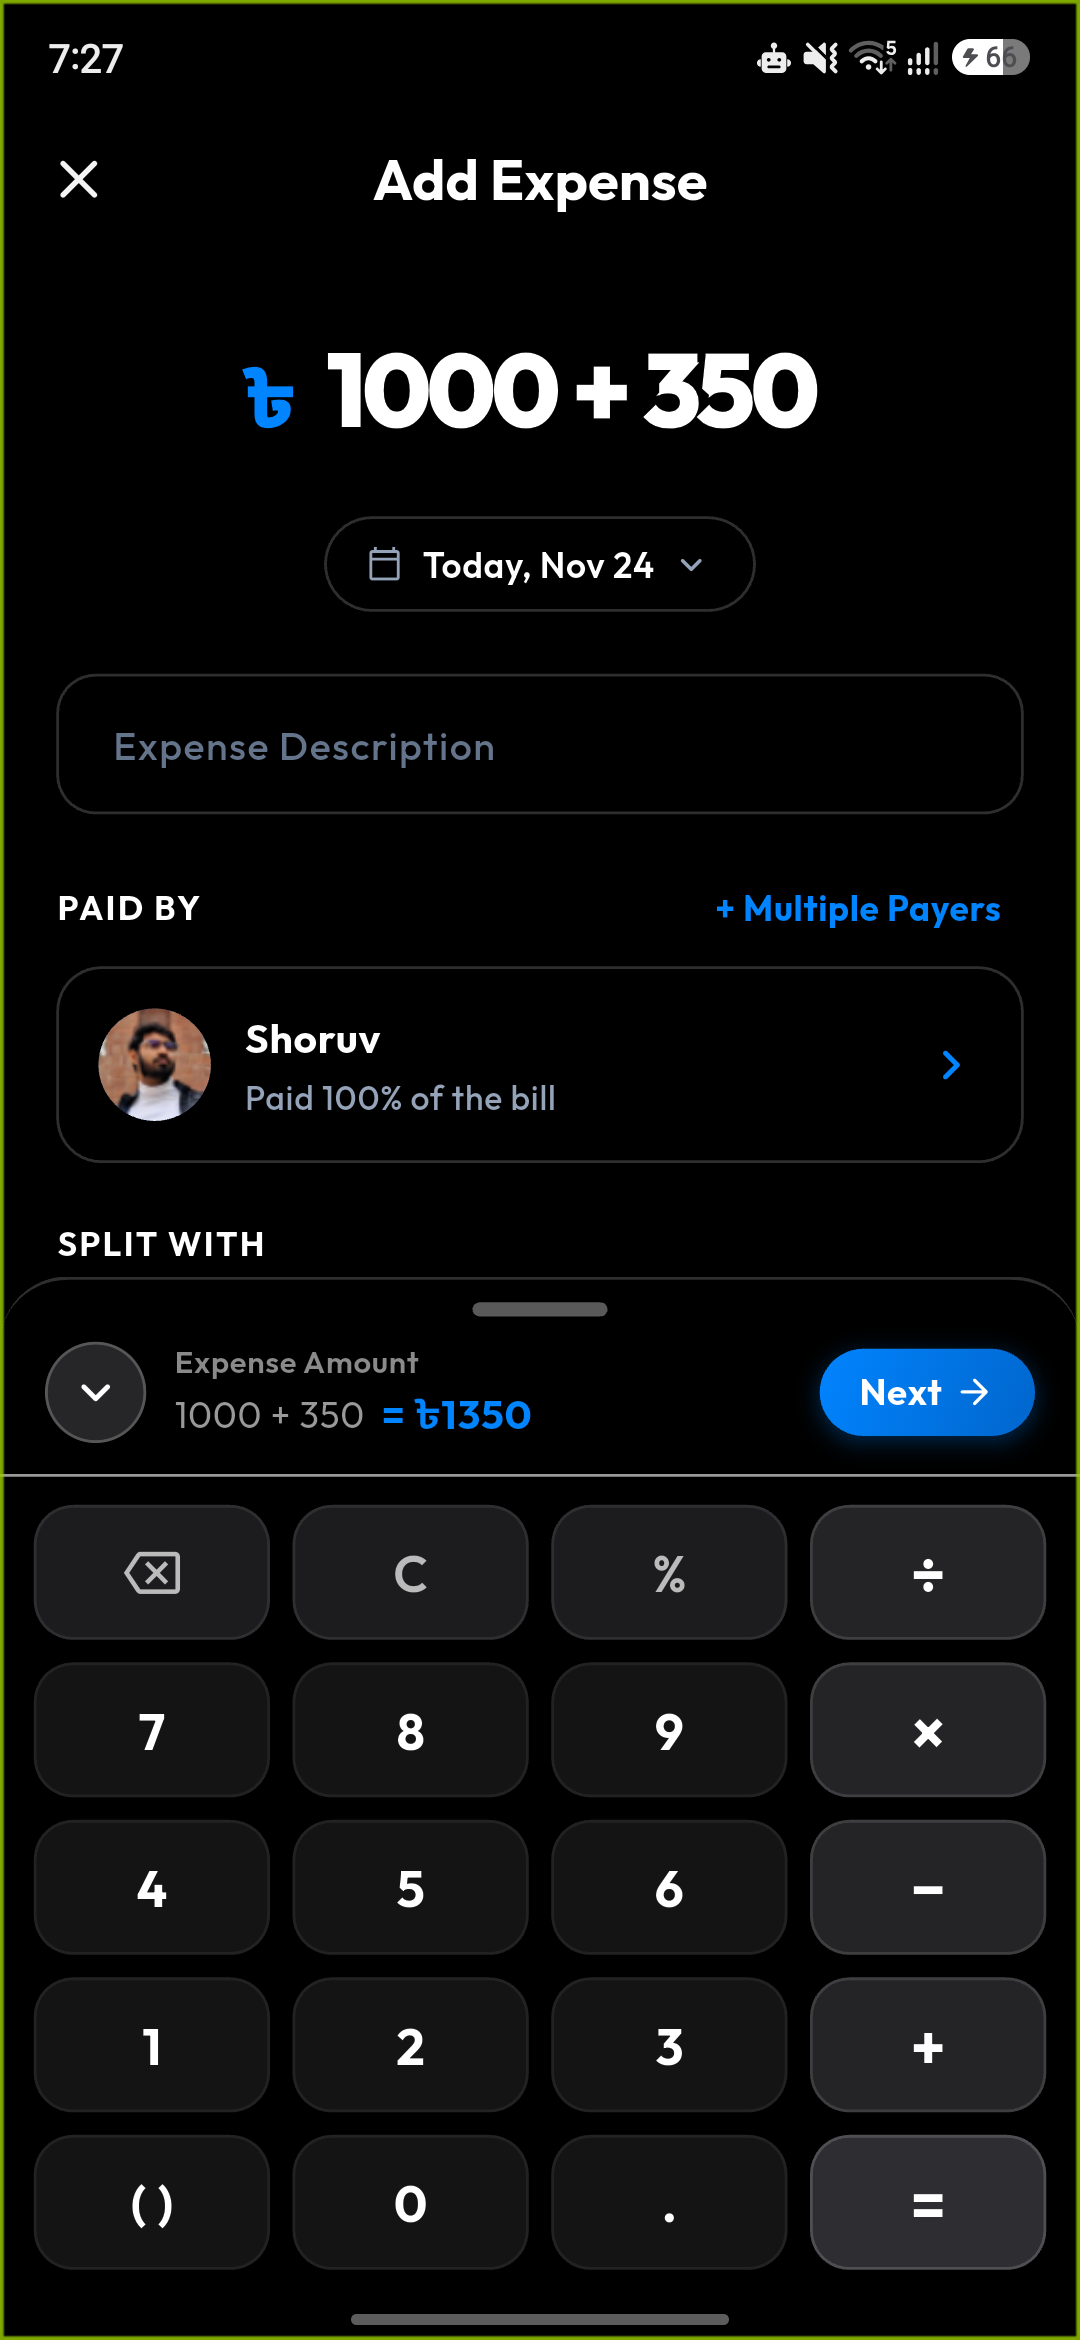 7:27
5
66
Add Expense
৳ 1000 + 350
Today, Nov 24
Expense Description
PAID BY
+ Multiple Payers
Shoruv
Paid 100% of the bill
SPLIT WITH
Expense Amount
1000 + 350 = ৳1350
Next →
C % ÷
7 8 9 ×
4 5 6 −
1 2 3 +
( ) 0 . =